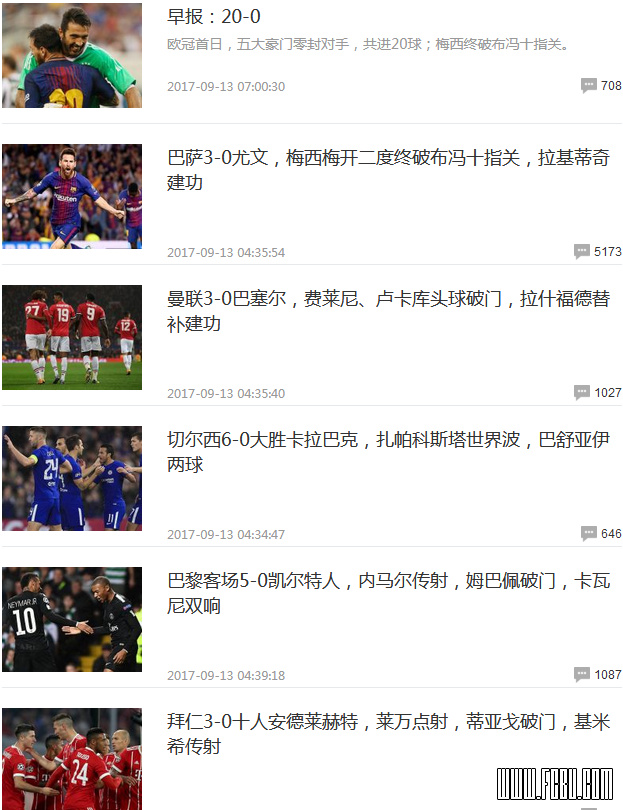 早报：20-0
欧冠首日，五大豪门零封对手，共进20球；梅西终破布冯十指关。
2017-09-13 07:00:30
708
巴萨3-0尤文，梅西梅开二度终破布冯十指关，拉基蒂奇
建功
2017-09-13 04:35:54
5173
曼联3-0巴塞尔，费莱尼、卢卡库头球破门，拉什福德替
补建功
27 19 9 12
2017-09-13 04:35:40
1027
切尔西6-0大胜卡拉巴克，扎帕科斯塔世界波，巴舒亚伊
两球
24
11
2017-09-13 04:34:47
646
巴黎客场5-0凯尔特人，内马尔传射，姆巴佩破门，卡瓦
尼双响
NEYMAR JR
10
2017-09-13 04:39:18
1087
拜仁3-0十人安德莱赫特，莱万点射，蒂亚戈破门，基米
希传射
24